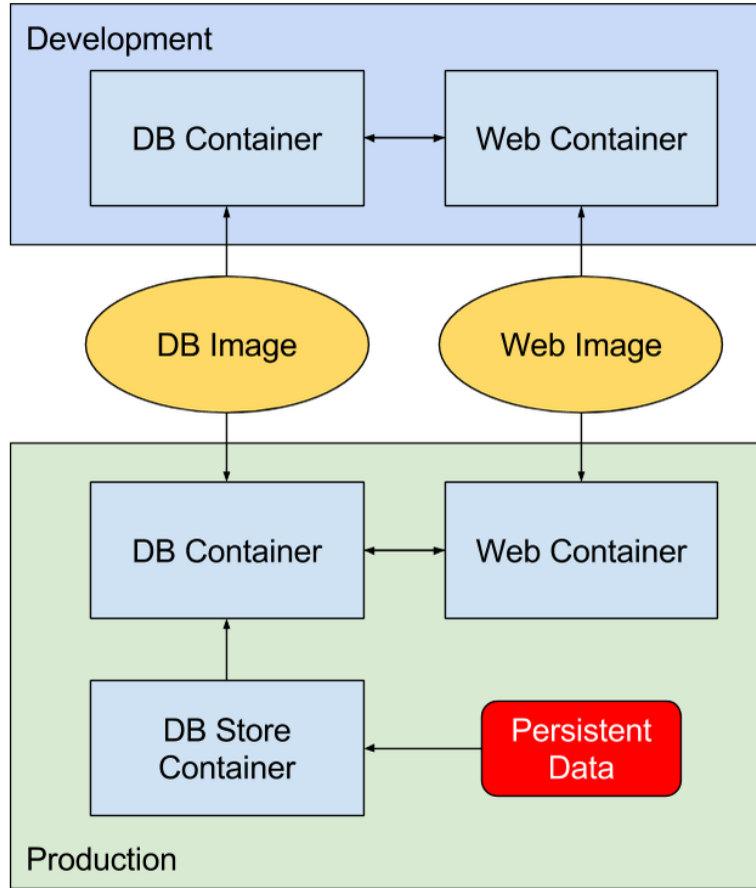 Development
DB Container
Web Container
DB Image
Web Image
DB Container
Web Container
DB Store
Container
Persistent
Data
Production